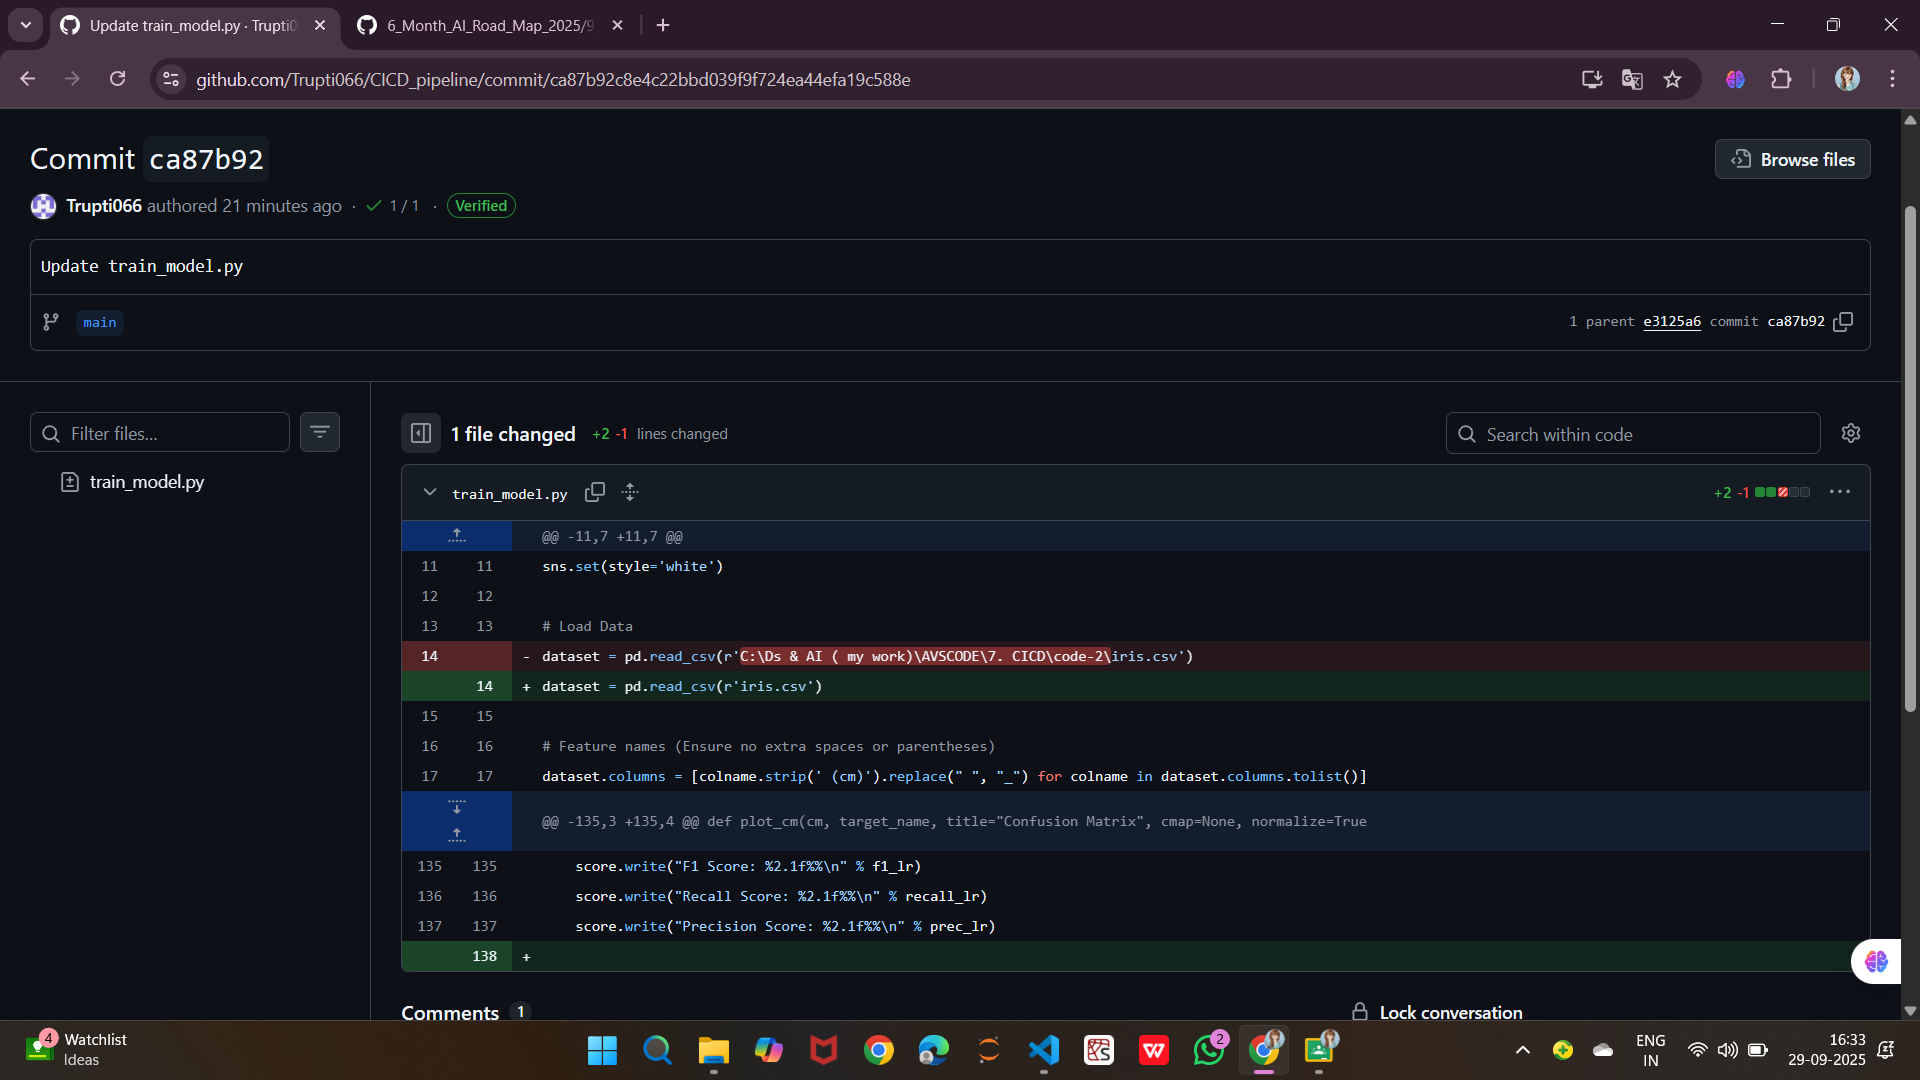 Update train_model.py · Trupti0
6_Month_AI_Road_Map_2025/9
github.com/Trupti066/CICD_pipeline/commit/ca87b92c8e4c22bbd039f9f724ea44efa19c588e
Commit ca87b92
Browse files
Trupti066 authored 21 minutes ago · 1 / 1 · Verified
Update train_model.py
main
1 parent e3125a6 commit ca87b92
Filter files...
1 file changed +2 -1 lines changed
Search within code
train_model.py
train_model.py
+2 -1
@@ -11,7 +11,7 @@
11 11 sns.set(style='white')
12 12
13 13 # Load Data
14 - dataset = pd.read_csv(r'C:\Ds & AI ( my work)\AVSCODE\7. CICD\code-2\iris.csv')
14 + dataset = pd.read_csv(r'iris.csv')
15 15
16 16 # Feature names (Ensure no extra spaces or parentheses)
17 17 dataset.columns = [colname.strip(' (cm)').replace(" ", "_") for colname in dataset.columns.tolist()]
@@ -135,3 +135,4 @@ def plot_cm(cm, target_name, title="Confusion Matrix", cmap=None, normalize=True
135 135 score.write("F1 Score: %2.1f%%\n" % f1_lr)
136 136 score.write("Recall Score: %2.1f%%\n" % recall_lr)
137 137 score.write("Precision Score: %2.1f%%\n" % prec_lr)
138 +
Comments 1
Lock conversation
4
Watchlist
Ideas
2
ENG
IN
16:33
29-09-2025